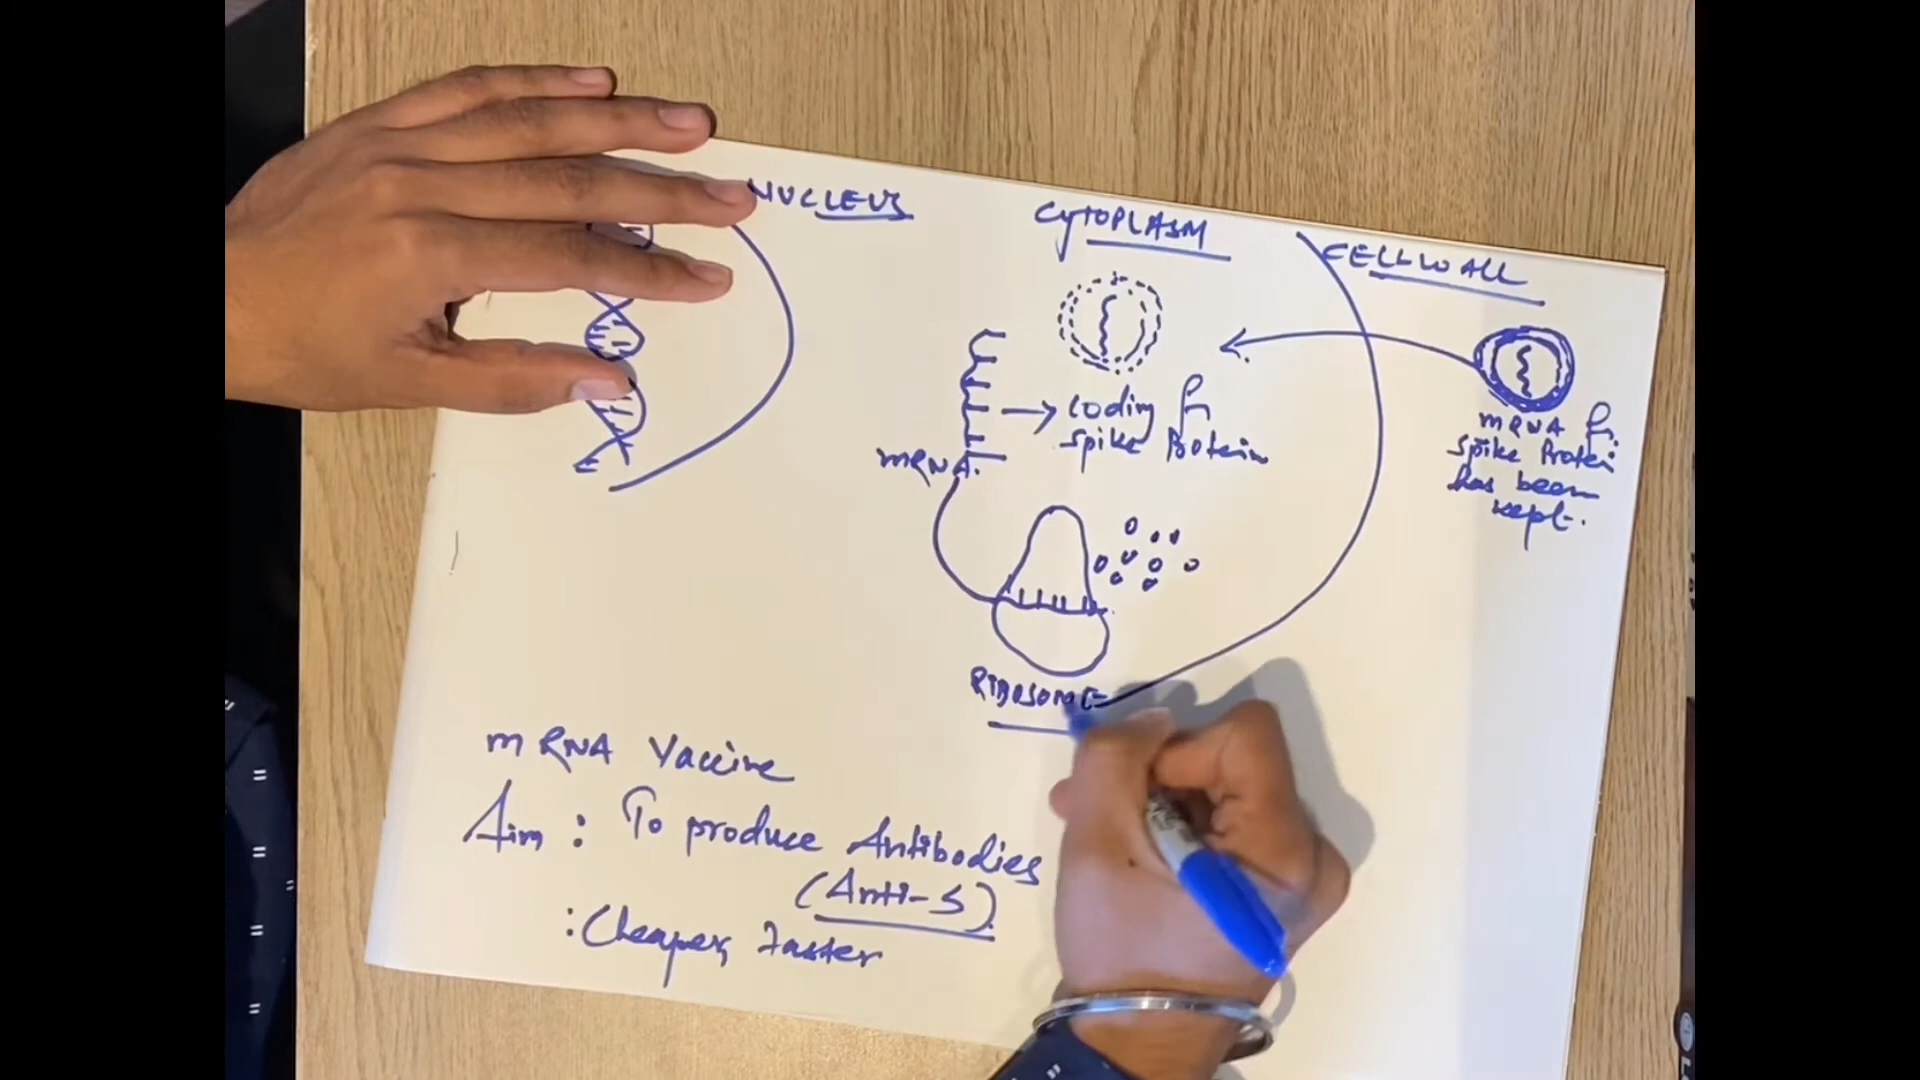 NUCLEUS
CYTOPLASM
CELLWALL
coding for
spike Protein
mRNA.
mRNA for
spike Protein
has been
kept.
RIBOSOME
mRNA Vaccine
Aim: To produce Antibodies
(Anti-S)
: Cheaper, Faster